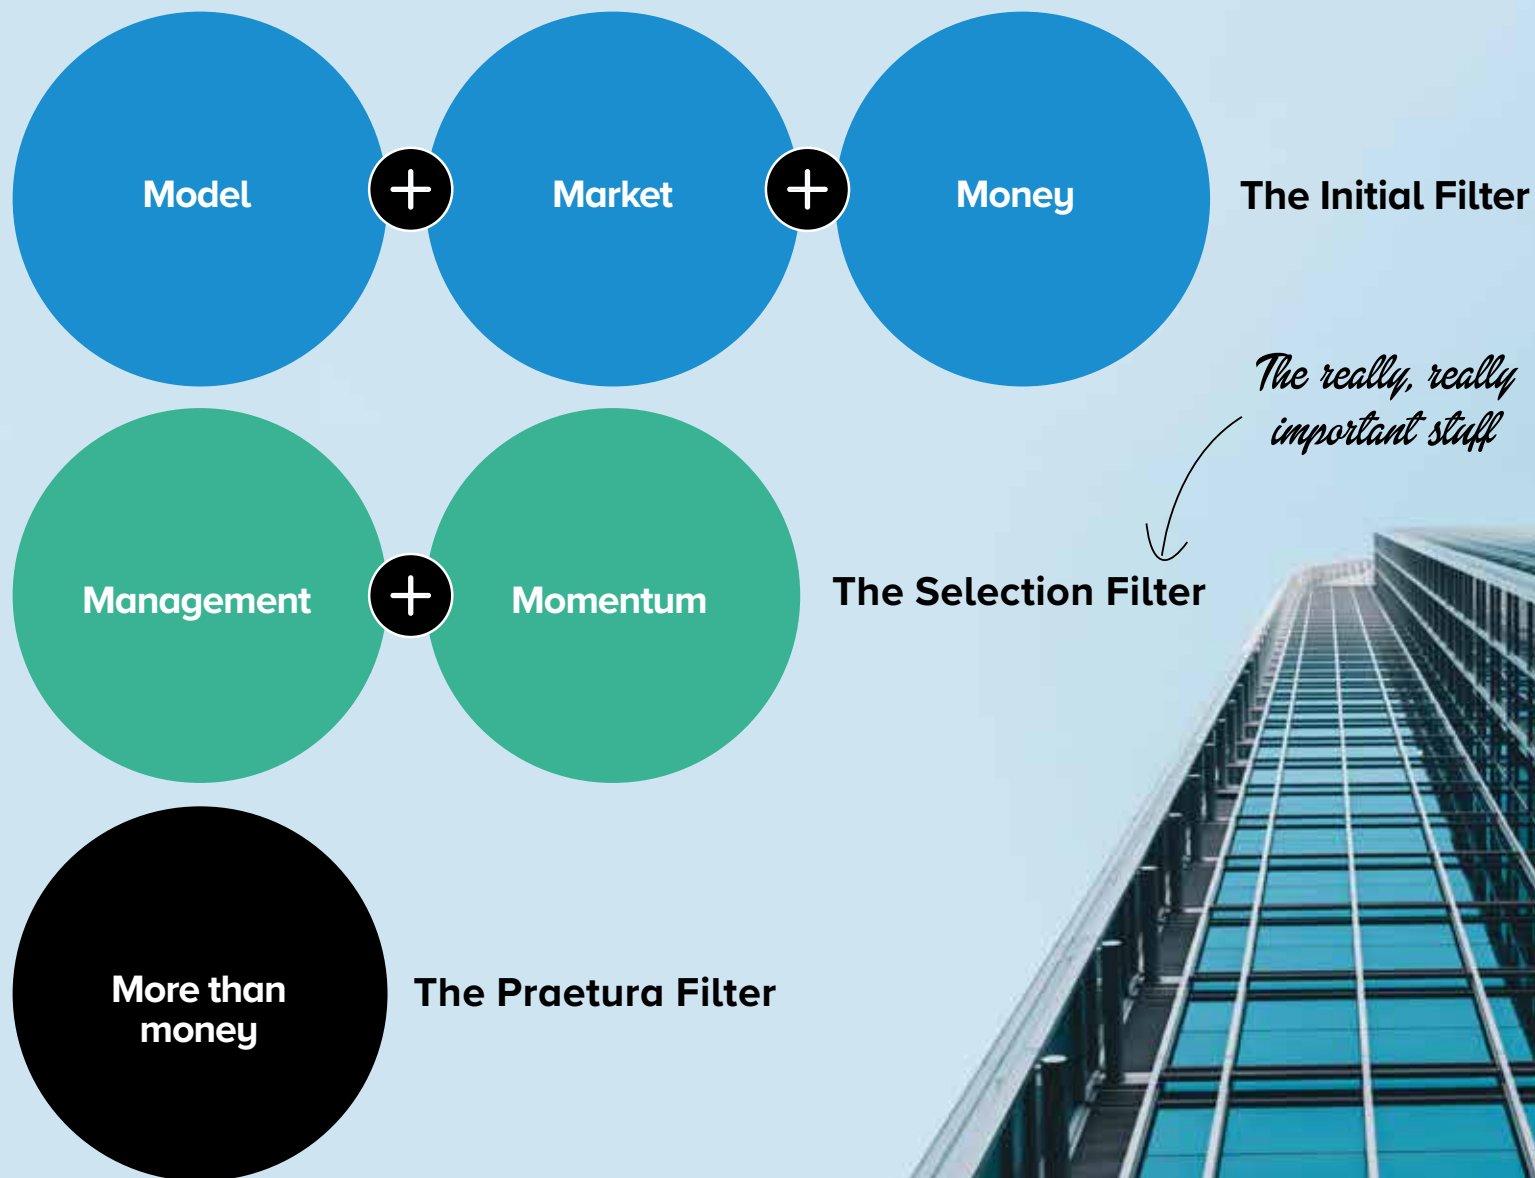 Model + Market + Money The Initial Filter
The really, really
important stuff
Management + Momentum The Selection Filter
More than
money
The Praetura Filter